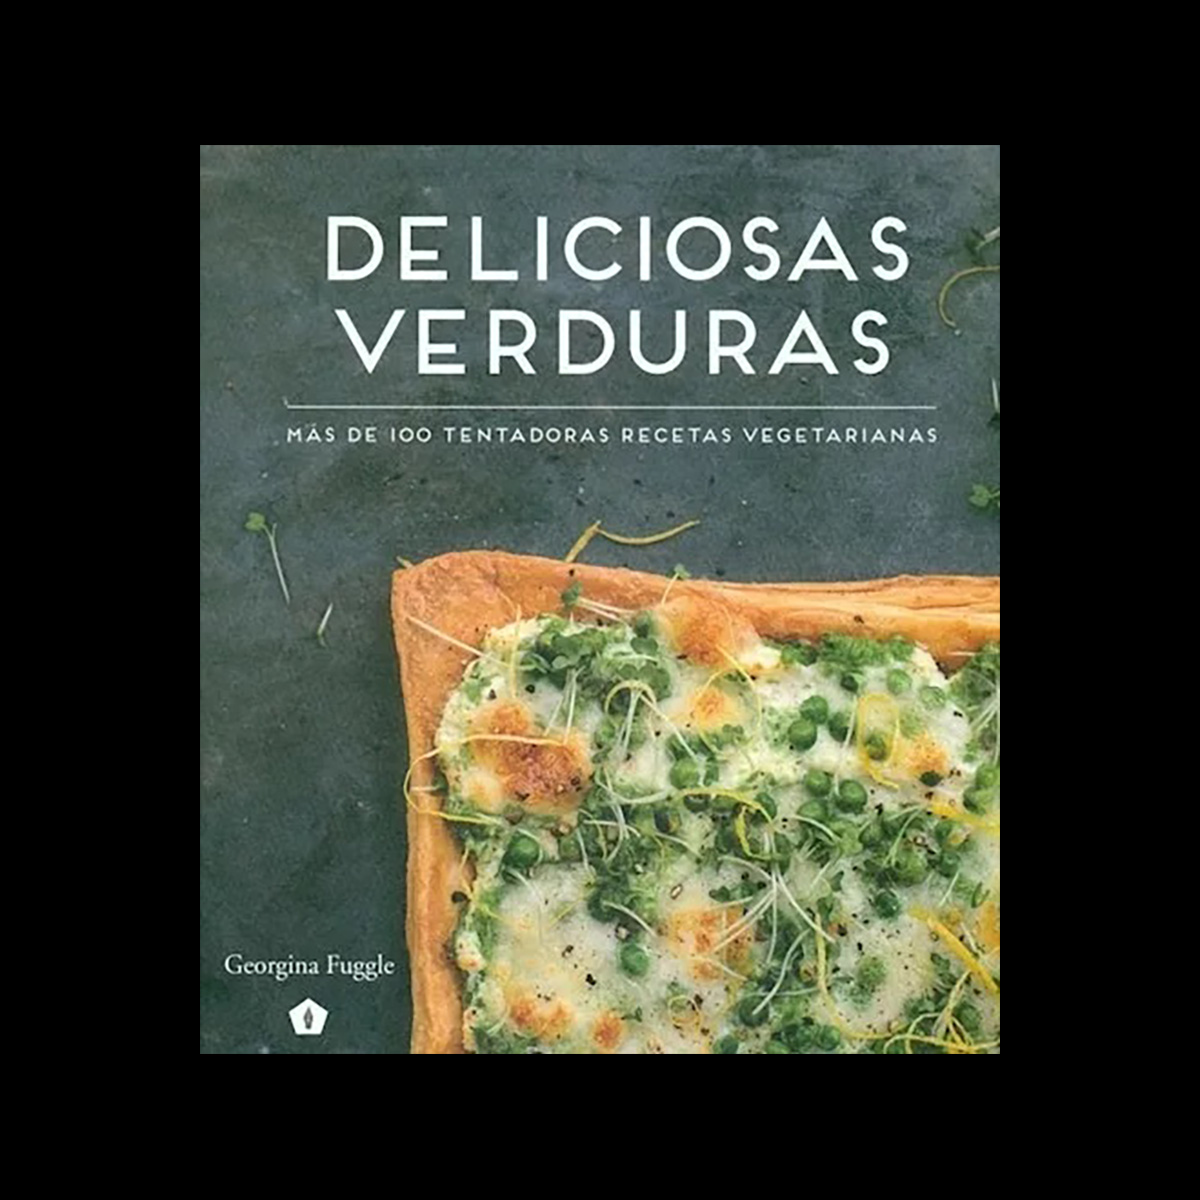 DELICIOSAS
VERDURAS
MÁS DE 100 TENTADORAS RECETAS VEGETARIANAS
Georgina Fuggle